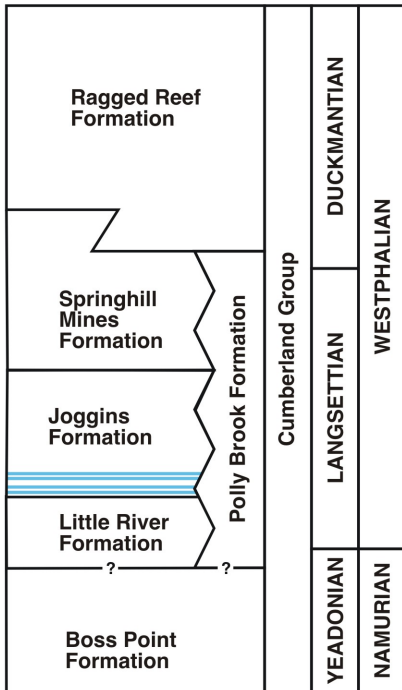 Ragged Reef
Formation
Springhill
Mines
Formation
Joggins
Formation
Little River
Formation
?
?
Boss Point
Formation
Polly Brook Formation
Cumberland Group
DUCKMANTIAN
LANGSETTIAN
YEADONIAN
WESTPHALIAN
NAMURIAN